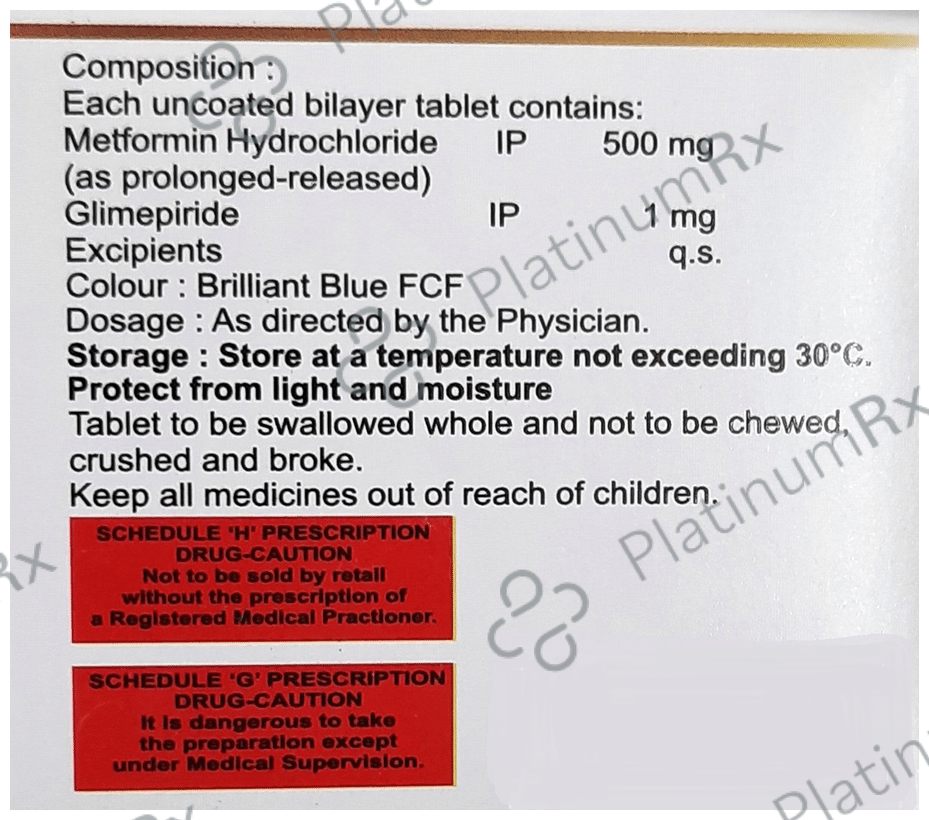 Composition :
Each uncoated bilayer tablet contains:
Metformin Hydrochloride IP 500 mg
(as prolonged-released)
Glimepiride IP 1 mg
Excipients q.s.
Colour : Brilliant Blue FCF
Dosage : As directed by the Physician.
Storage : Store at a temperature not exceeding 30°C.
Protect from light and moisture
Tablet to be swallowed whole and not to be chewed,
crushed and broke.
Keep all medicines out of reach of children.
SCHEDULE 'H' PRESCRIPTION
DRUG-CAUTION
Not to be sold by retail
without the prescription of
a Registered Medical Practioner.
SCHEDULE 'G' PRESCRIPTION
DRUG-CAUTION
It is dangerous to take
the preparation except
under Medical Supervision.
PlatinumRx
PlatinumRx
Pla
Rx
Platin